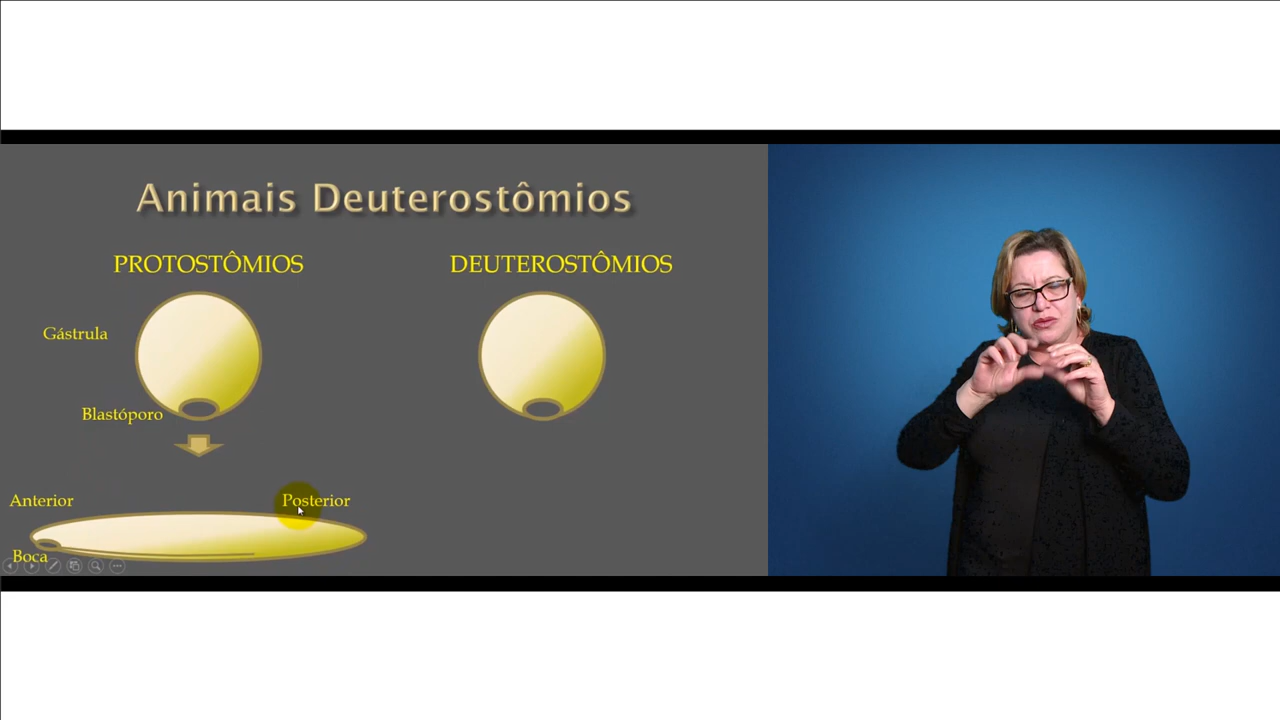 Animais Deuterostômios
PROTOSTÔMIOS
DEUTEROSTÔMIOS
Gástrula
Blastóporo
Anterior
Posterior
Boca